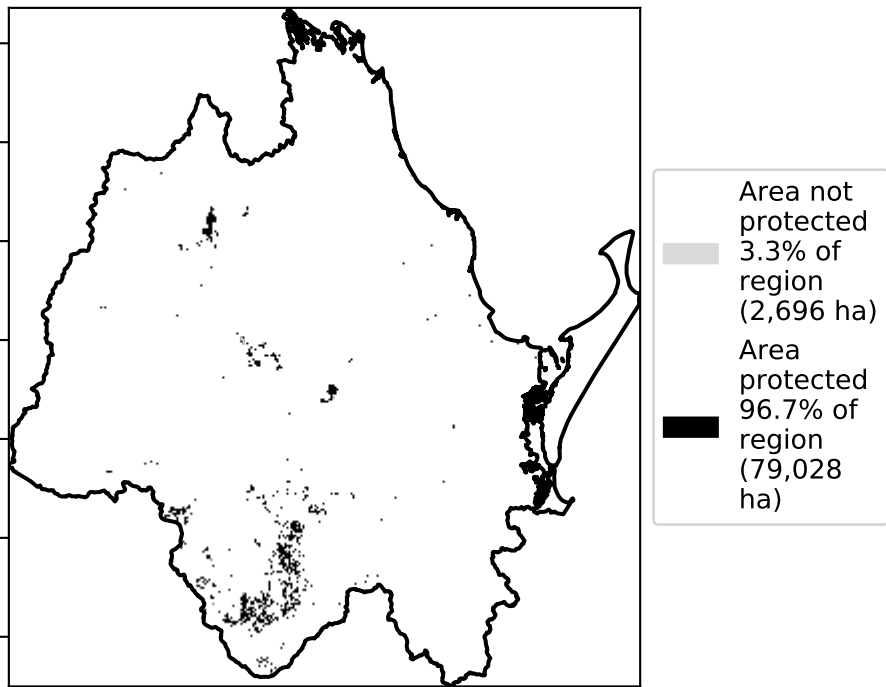 Area not
protected
3.3% of
region
(2,696 ha)
Area
protected
96.7% of
region
(79,028
ha)